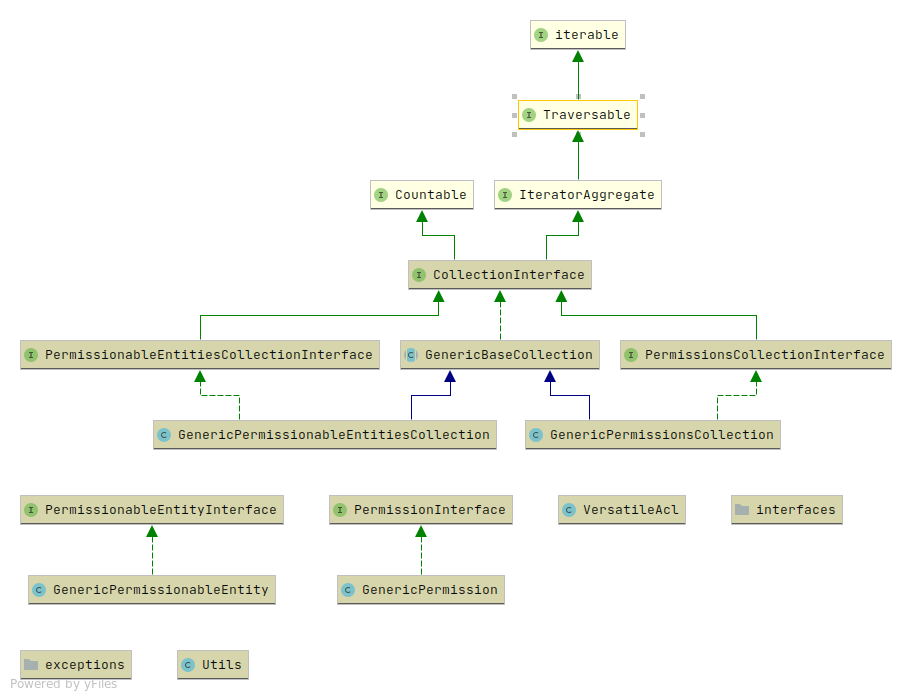 iterable
Traversable
Countable
IteratorAggregate
CollectionInterface
PermissionableEntitiesCollectionInterface
GenericBaseCollection
PermissionsCollectionInterface
GenericPermissionableEntitiesCollection
GenericPermissionsCollection
PermissionableEntityInterface
PermissionInterface
VersatileAcl
interfaces
GenericPermissionableEntity
GenericPermission
exceptions
Utils
Powered by yFiles